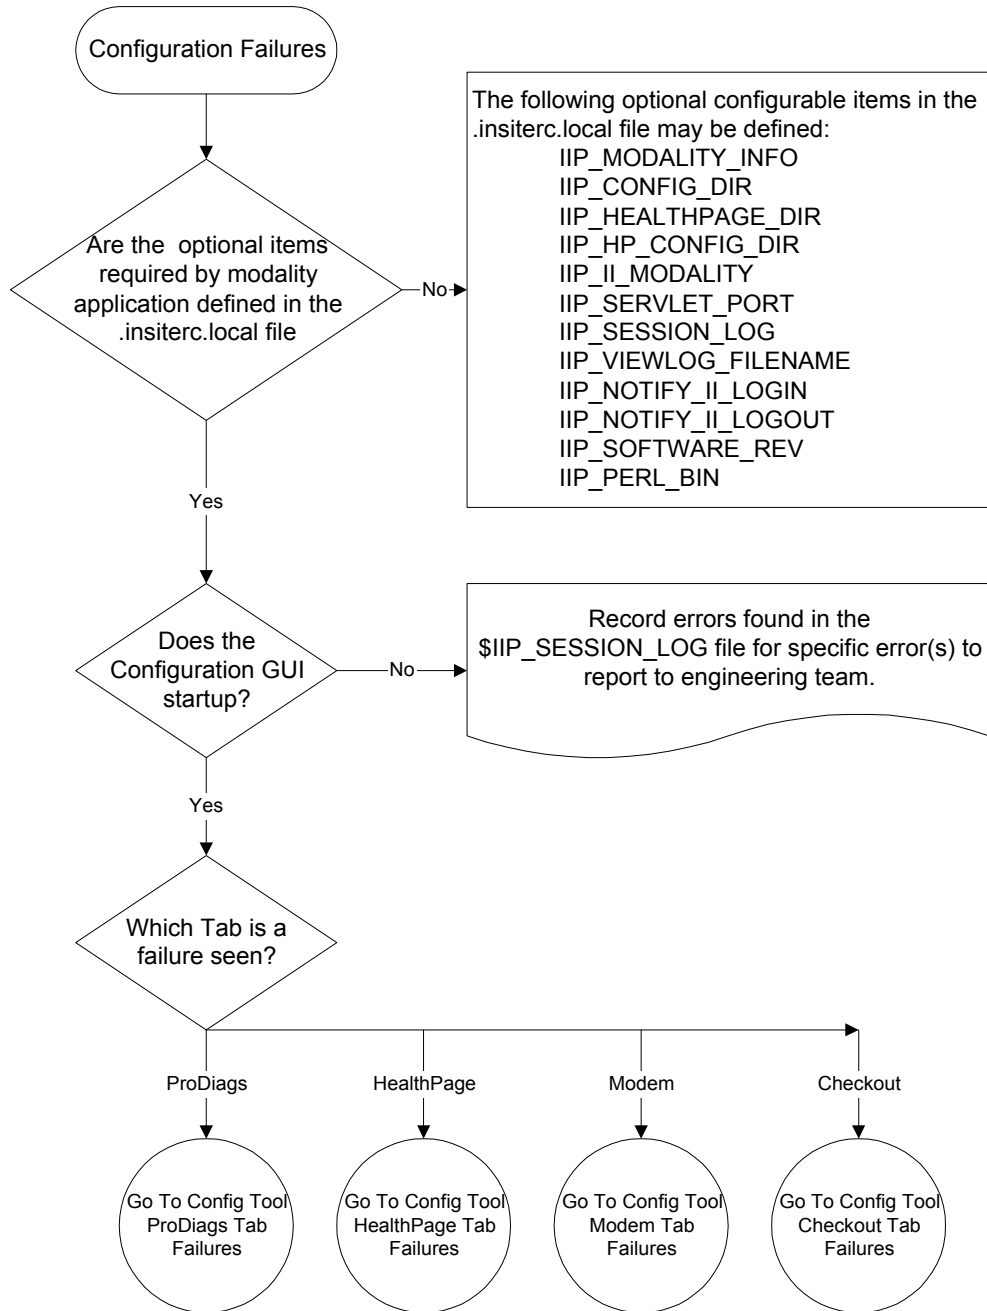 Configuration Failures
The following optional configurable items in the
.insiterc.local file may be defined:
IIP_MODALITY_INFO
IIP_CONFIG_DIR
IIP_HEALTHPAGE_DIR
IIP_HP_CONFIG_DIR
IIP_II_MODALITY
IIP_SERVLET_PORT
IIP_SESSION_LOG
IIP_VIEWLOG_FILENAME
IIP_NOTIFY_II_LOGIN
IIP_NOTIFY_II_LOGOUT
IIP_SOFTWARE_REV
IIP_PERL_BIN
Are the optional items
required by modality
application defined in the
.insiterc.local file
No
Yes
Does the
Configuration GUI
startup?
No
Record errors found in the
$IIP_SESSION_LOG file for specific error(s) to
report to engineering team.
Yes
Which Tab is a
failure seen?
ProDiags
HealthPage
Modem
Checkout
Go To Config Tool
ProDiags Tab
Failures
Go To Config Tool
HealthPage Tab
Failures
Go To Config Tool
Modem Tab
Failures
Go To Config Tool
Checkout Tab
Failures